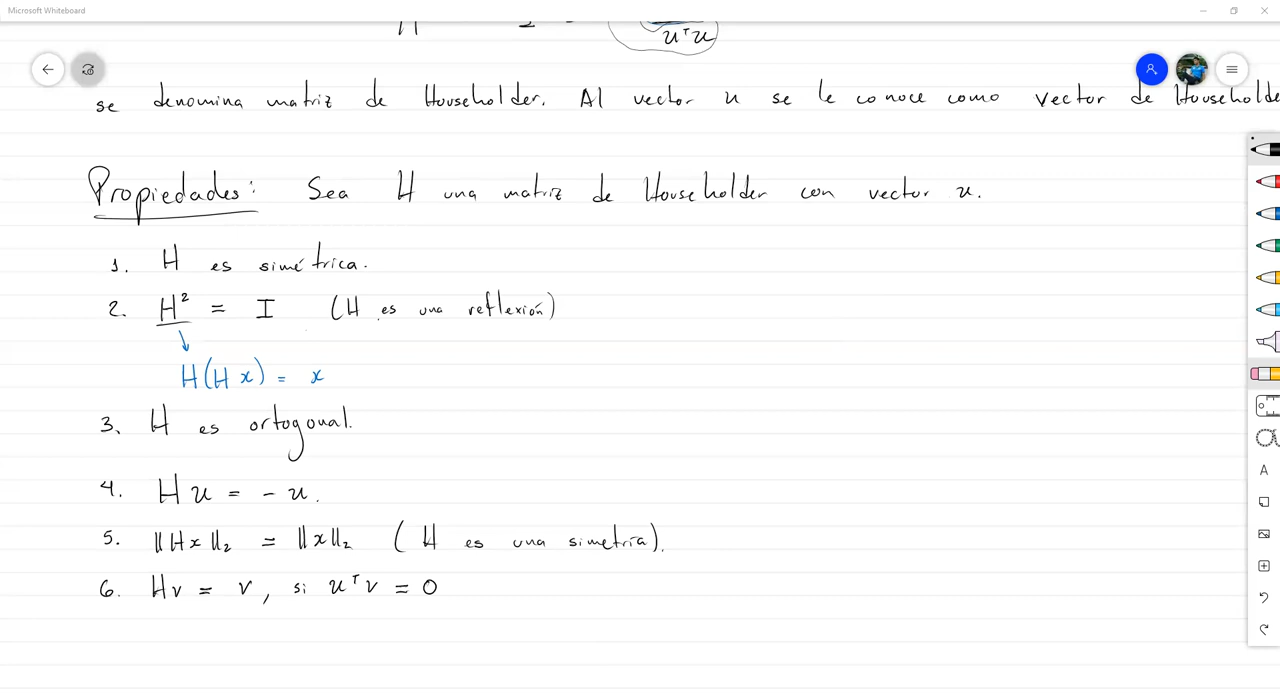 Microsoft Whiteboard
uᵀu
se denomina matriz de Householder. Al vector u se le conoce como vector de Householde
Propiedades: Sea H una matriz de Householder con vector u.
1. H es simétrica.
2. H² = I (H es una reflexión)
H(Hx) = x
3. H es ortogonal.
4. Hu = -u.
5. ||Hx||₂ = ||x||₂ (H es una simetría).
6. Hv = v, si uᵀv = 0